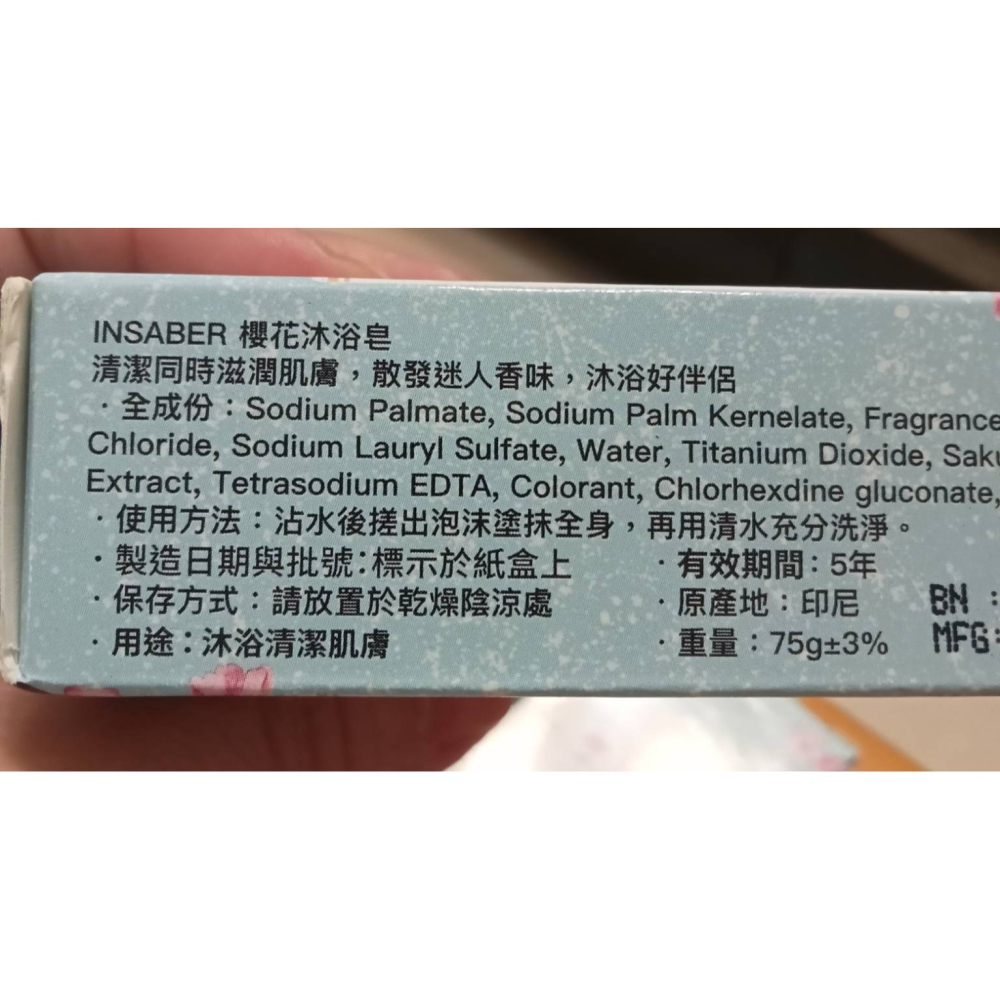 INSABER 櫻花沐浴皂
清潔同時滋潤肌膚，散發迷人香味，沐浴好伴侶
· 全成份：Sodium Palmate, Sodium Palm Kernelate, Fragrance
Chloride, Sodium Lauryl Sulfate, Water, Titanium Dioxide,
Extract, Tetrasodium EDTA, Colorant, Chlorhexdine gluconate,
· 使用方法：沾水後搓出泡沫塗抹全身，再用清水充分洗淨。
· 製造日期與批號：標示於紙盒上 · 有效期間：5年
· 保存方式：請放置於乾燥陰涼處 · 原產地：印尼 BN :
· 用途：沐浴清潔肌膚 · 重量：75g±3% MFG: